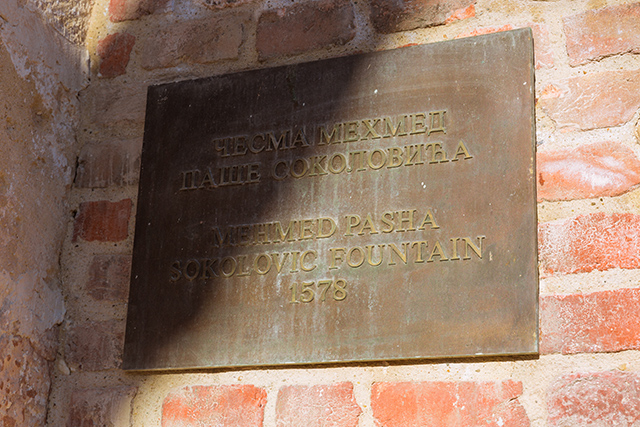 ЧЕСМА МЕХМЕД
ПАШЕ СОКОЛОВИЋА
MEHMED PASHA
SOKOLOVIC FOUNTAIN
1578